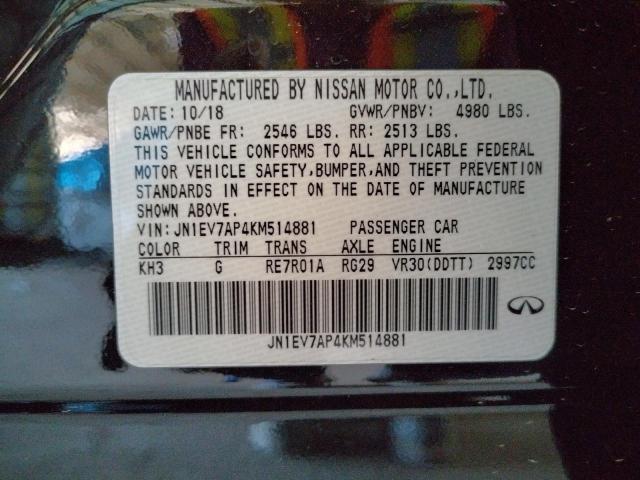 MANUFACTURED BY NISSAN MOTOR CO.,LTD.
DATE: 10/18 GVWR/PNBV: 4980 LBS.
GAWR/PNBE FR: 2546 LBS. RR: 2513 LBS.
THIS VEHICLE CONFORMS TO ALL APPLICABLE FEDERAL
MOTOR VEHICLE SAFETY,BUMPER,AND THEFT PREVENTION
STANDARDS IN EFFECT ON THE DATE OF MANUFACTURE
SHOWN ABOVE.
VIN:JN1EV7AP4KM514881 PASSENGER CAR
COLOR TRIM TRANS AXLE ENGINE
KH3 G RE7R01A RG29 VR30(DDTT) 2997CC
JN1EV7AP4KM514881